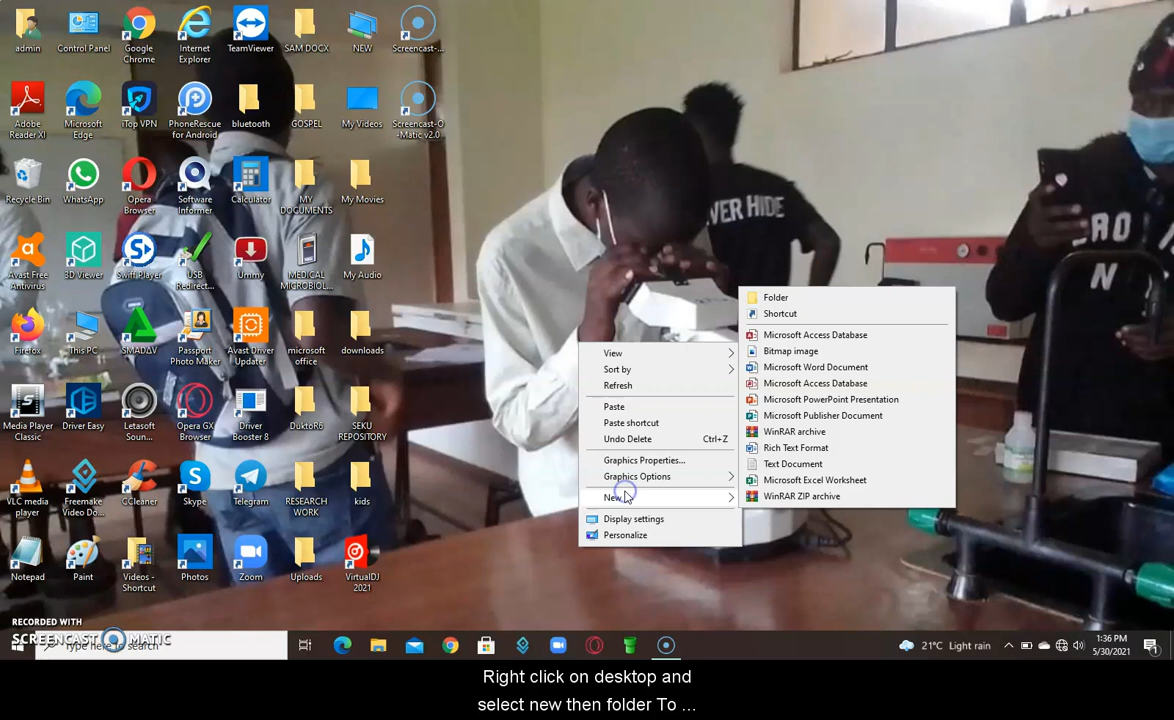 admin
Control Panel
Google
Chrome
Internet
Explorer
TeamViewer
SAM DOCX
NEW
Screencast-...
Adobe
Reader XI
Microsoft
Edge
iTop VPN
PhoneRescue
for Android
bluetooth
GOSPEL
My Videos
Screencast-O
-Matic v2.0
Recycle Bin
WhatsApp
Opera
Browser
Software
Informer
Calculator
MY
DOCUMENTS
My Movies
Avast Free
Antivirus
3D Viewer
Swiff Player
USB
Redirect...
Ummy
MEDICAL
MICROBIOL...
My Audio
Firefox
This PC
SMADΔV
Passport
Photo Maker
Avast Driver
Updater
microsoft
office
downloads
Media Player
Classic
Driver Easy
Letasoft
Soun...
Opera GX
Browser
Driver
Booster 8
DuktoR6
SEKU
REPOSITORY
VLC media
player
Freemake
Video Do...
CCleaner
Skype
Telegram
RESEARCH
WORK
kids
Notepad
Paint
Videos -
Shortcut
Photos
Zoom
Uploads
VirtualDJ
2021
VER HIDE
RO
N
View
Sort by
Refresh
Paste
Paste shortcut
Undo Delete Ctrl+Z
Graphics Properties...
Graphics Options
New
Display settings
Personalize
Folder
Shortcut
Microsoft Access Database
Bitmap image
Microsoft Word Document
Microsoft Access Database
Microsoft PowerPoint Presentation
Microsoft Publisher Document
WinRAR archive
Rich Text Format
Text Document
Microsoft Excel Worksheet
WinRAR ZIP archive
RECORDED WITH
SCREENCAST MATIC
Type here to search
21°C Light rain
1:36 PM
5/30/2021
Right click on desktop and
select new then folder To ...